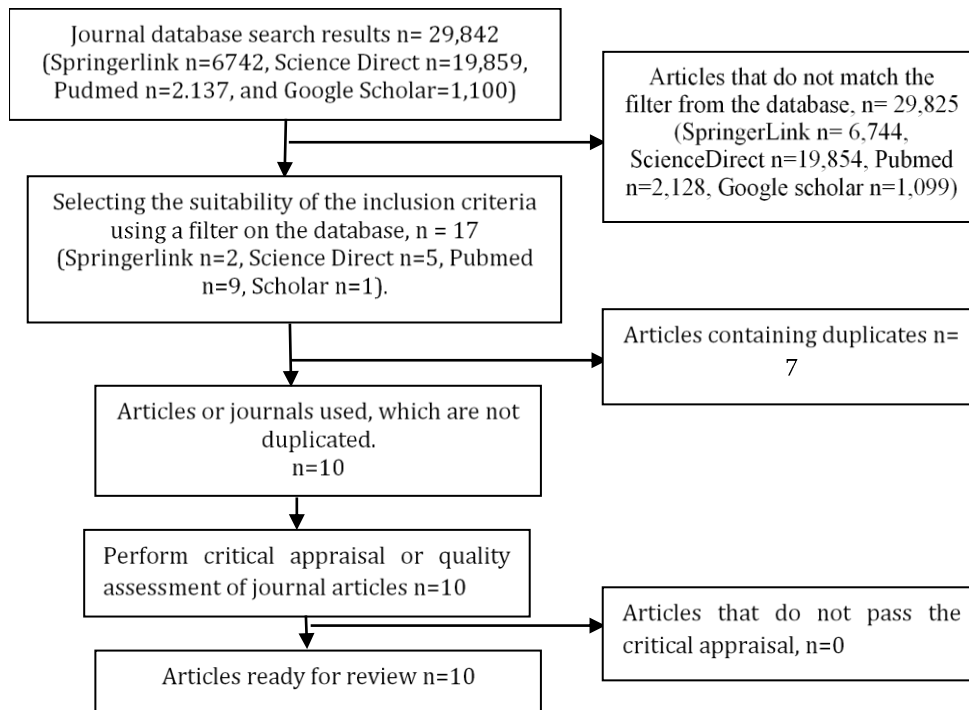 Journal database search results n= 29,842
(Springerlink n=6742, Science Direct n=19,859,
Pudmed n=2.137, and Google Scholar=1,100)
Articles that do not match the
filter from the database, n= 29,825
(SpringerLink n= 6,744,
ScienceDirect n=19,854, Pubmed
n=2,128, Google scholar n=1,099)
Selecting the suitability of the inclusion criteria
using a filter on the database, n = 17
(Springerlink n=2, Science Direct n=5, Pubmed
n=9, Scholar n=1).
Articles containing duplicates n=
7
Articles or journals used, which are not
duplicated.
n=10
Perform critical appraisal or quality
assessment of journal articles n=10
Articles that do not pass the
critical appraisal, n=0
Articles ready for review n=10